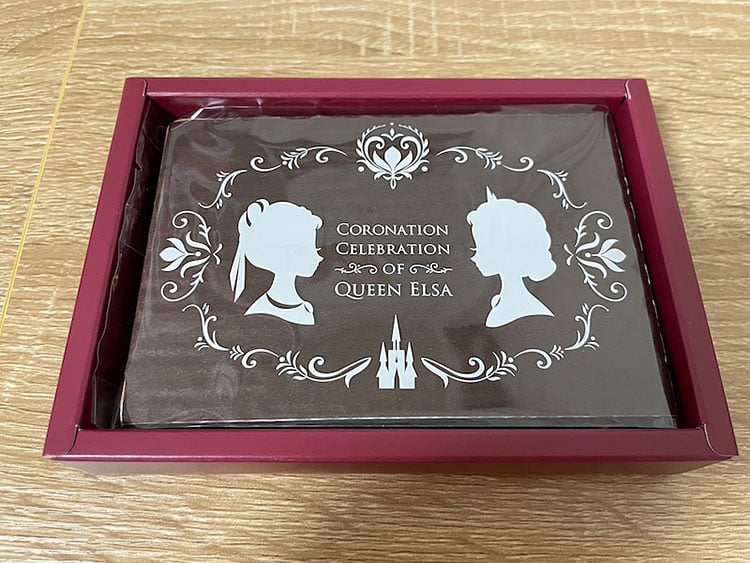 Coronation
Celebration
of
Queen Elsa